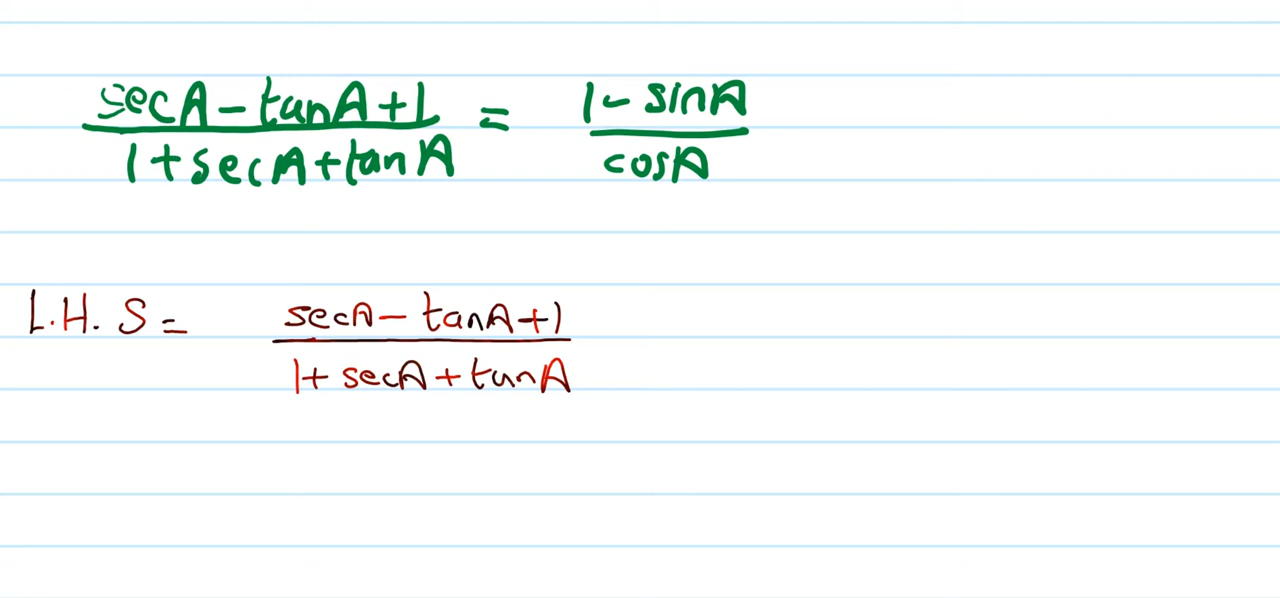 secA - tanA + 1 = 1 - sinA
1 + secA + tanA cosA
L.H.S = secA - tanA + 1
1 + secA + tanA